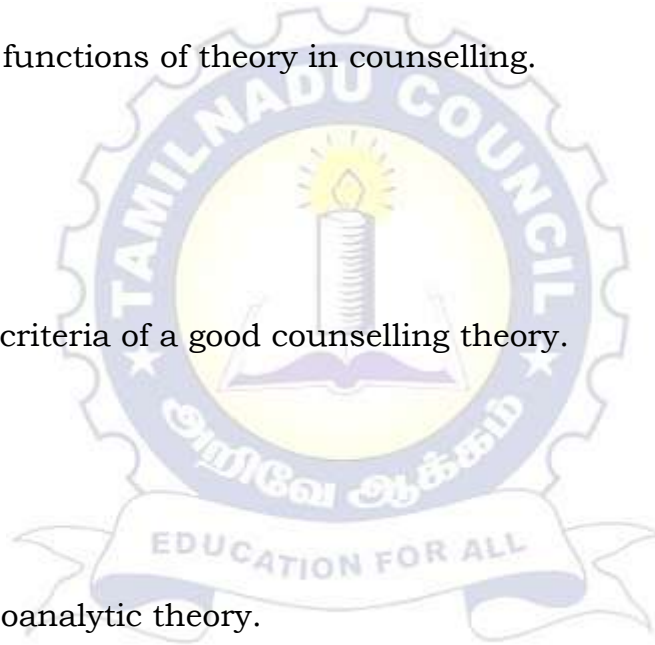 functions of theory in counselling.
TAMILNADU COUNCIL
criteria of a good counselling theory.
அறிவே ஆக்கம்
EDUCATION FOR ALL
oanalytic theory.